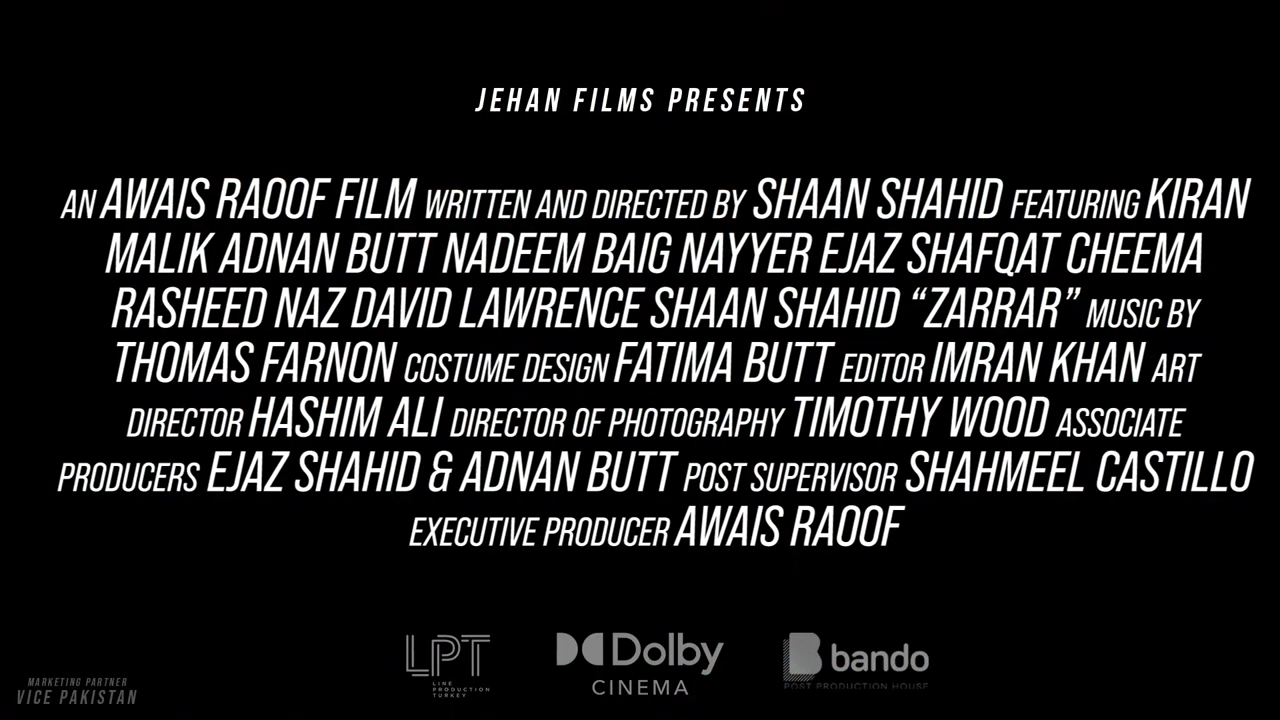 JEHAN FILMS PRESENTS
AN AWAIS RAOOF FILM WRITTEN AND DIRECTED BY SHAAN SHAHID FEATURING KIRAN
MALIK ADNAN BUTT NADEEM BAIG NAYYER EJAZ SHAFQAT CHEEMA
RASHEED NAZ DAVID LAWRENCE SHAAN SHAHID “ZARRAR” MUSIC BY
THOMAS FARNON COSTUME DESIGN FATIMA BUTT EDITOR IMRAN KHAN ART
DIRECTOR HASHIM ALI DIRECTOR OF PHOTOGRAPHY TIMOTHY WOOD ASSOCIATE
PRODUCERS EJAZ SHAHID & ADNAN BUTT POST SUPERVISOR SHAHMEEL CASTILLO
EXECUTIVE PRODUCER AWAIS RAOOF
LPT
LINE
PRODUCTION
TURKEY
Dolby
CINEMA
B bando
POST PRODUCTION HOUSE
MARKETING PARTNER
VICE PAKISTAN